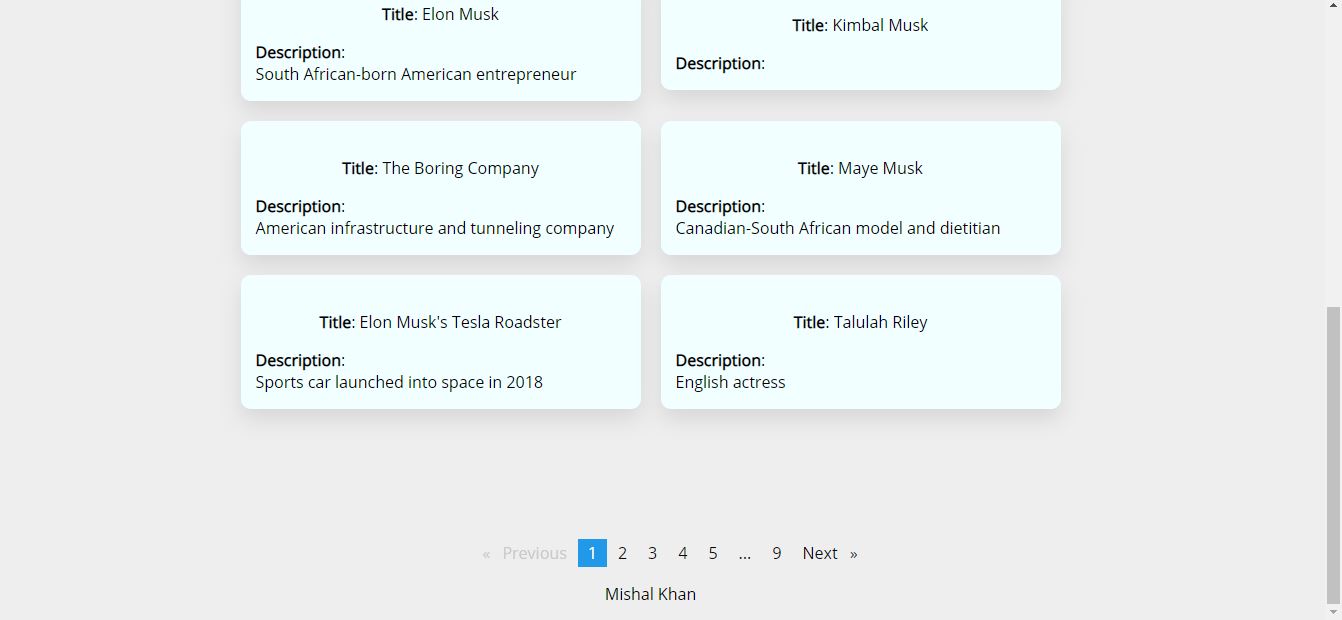 Title: Elon Musk
Description:
South African-born American entrepreneur
Title: Kimbal Musk
Description:
Title: The Boring Company
Description:
American infrastructure and tunneling company
Title: Maye Musk
Description:
Canadian-South African model and dietitian
Title: Elon Musk's Tesla Roadster
Description:
Sports car launched into space in 2018
Title: Talulah Riley
Description:
English actress
« Previous 1 2 3 4 5 ... 9 Next »
Mishal Khan